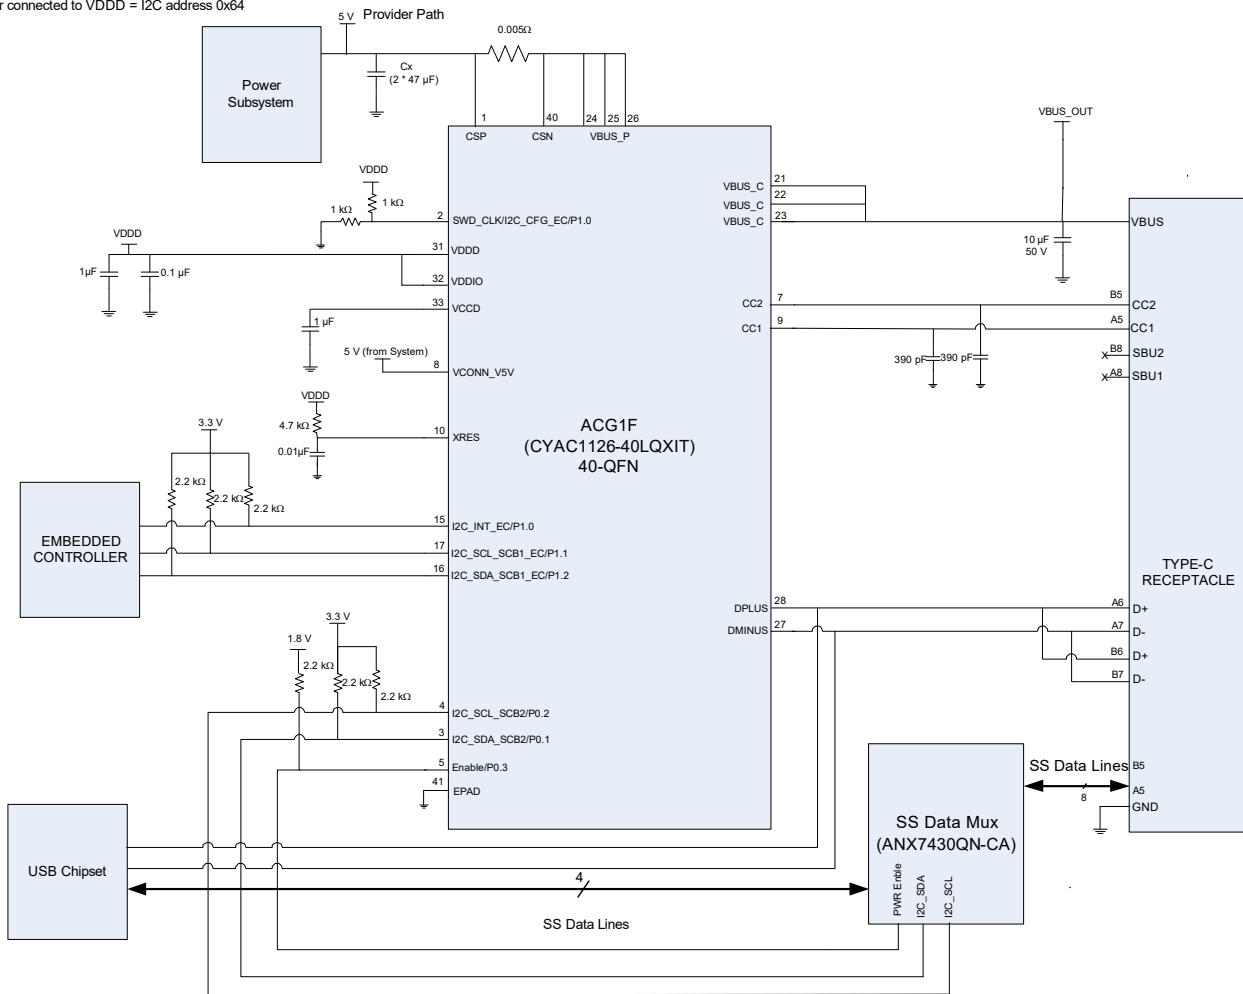 r connected to VDDD = I2C address 0x64
5 V
Provider Path
0.005Ω
Power
Subsystem
Cx
(2 * 47 µF)
1
40
24
25
26
CSP
CSN
VBUS_P
VBUS_OUT
VDDD
1 kΩ
1 kΩ
2
SWD_CLK/I2C_CFG_EC/P1.0
VBUS_C
21
VBUS_C
22
VBUS_C
23
VBUS
10 µF
50 V
VDDD
1µF
0.1 µF
31
VDDD
32
VDDIO
33
VCCD
1 µF
CC2
7
B5
CC2
CC1
9
A5
CC1
390 pF
390 pF
B8
SBU2
A8
SBU1
5 V (from System)
8
VCONN_V5V
VDDD
4.7 kΩ
0.01µF
10
XRES
ACG1F
(CYAC1126-40LQXIT)
40-QFN
3.3 V
2.2 kΩ
2.2 kΩ
2.2 kΩ
EMBEDDED
CONTROLLER
15
I2C_INT_EC/P1.0
17
I2C_SCL_SCB1_EC/P1.1
16
I2C_SDA_SCB1_EC/P1.2
TYPE-C
RECEPTACLE
DPLUS
28
A6
D+
DMINUS
27
A7
D-
B6
D+
B7
D-
1.8 V
3.3 V
2.2 kΩ
2.2 kΩ
2.2 kΩ
4
I2C_SCL_SCB2/P0.2
3
I2C_SDA_SCB2/P0.1
5
Enable/P0.3
41
EPAD
SS Data Lines
8
B5
A5
GND
SS Data Mux
(ANX7430QN-CA)
PWR Enble
I2C_SDA
I2C_SCL
USB Chipset
4
SS Data Lines